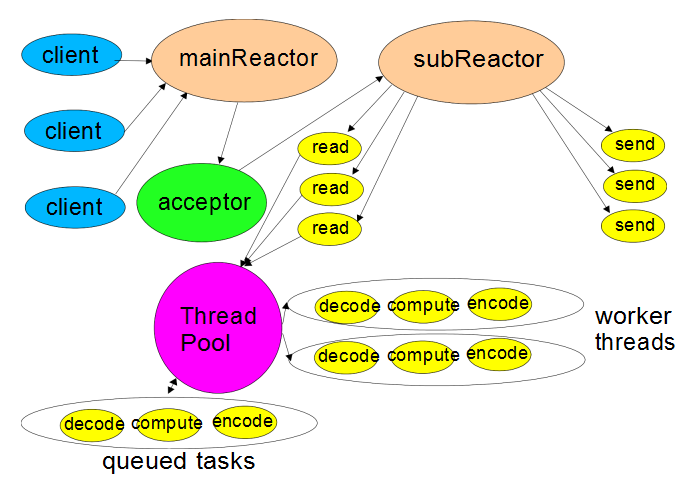 client
mainReactor
subReactor
client
client
acceptor
read
read
read
send
send
send
Thread
Pool
decode compute encode
decode compute encode
worker
threads
decode compute encode
queued tasks